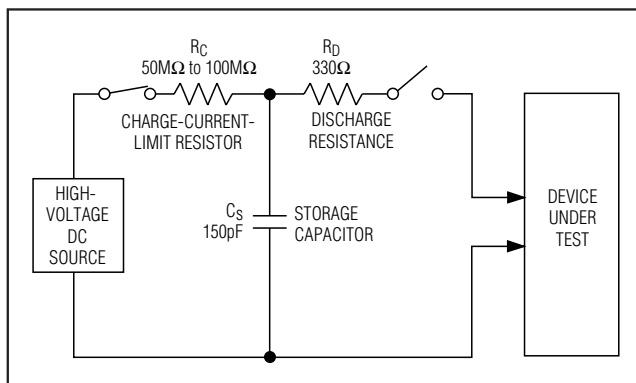 R_C
50MΩ to 100MΩ
CHARGE-CURRENT-
LIMIT RESISTOR
R_D
330Ω
DISCHARGE
RESISTANCE
HIGH-
VOLTAGE
DC
SOURCE
C_S
150pF
STORAGE
CAPACITOR
DEVICE
UNDER
TEST